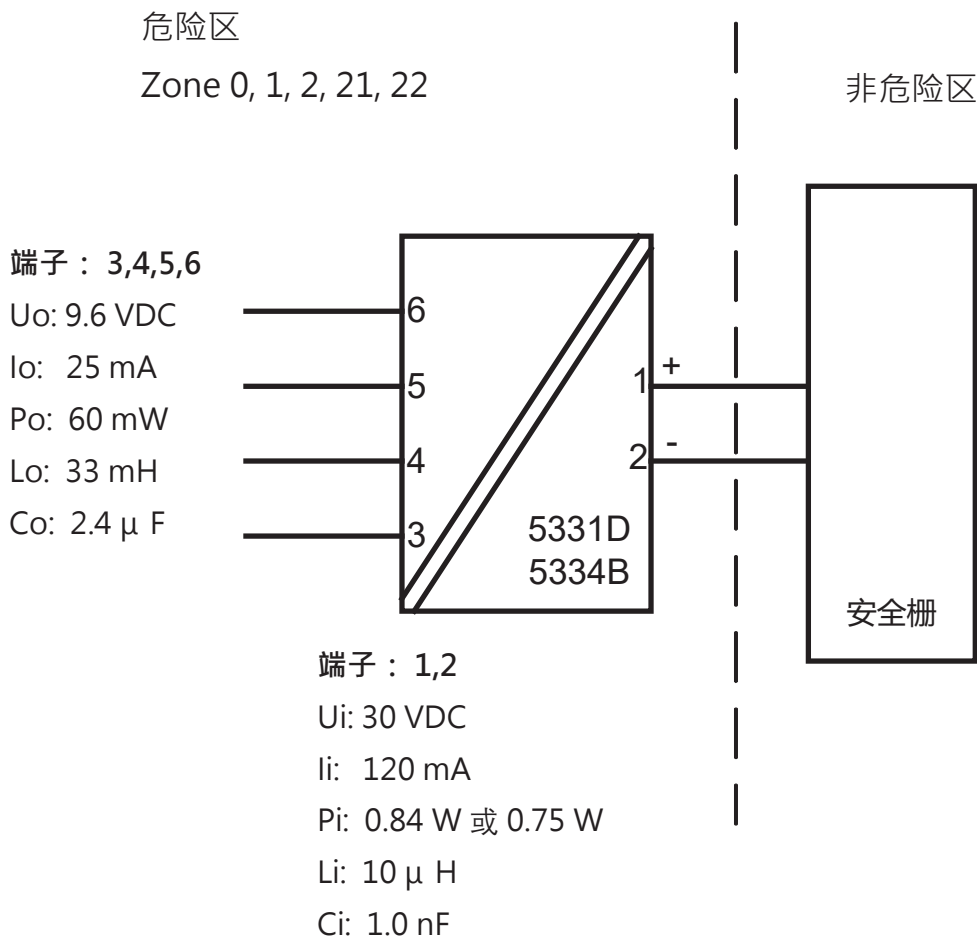 危险区
Zone 0, 1, 2, 21, 22
非危险区
端子： 3,4,5,6
Uo: 9.6 VDC
Io: 25 mA
Po: 60 mW
Lo: 33 mH
Co: 2.4 μ F
6
5
4
3
1
+
2
-
5331D
5334B
安全栅
端子： 1,2
Ui: 30 VDC
Ii: 120 mA
Pi: 0.84 W 或 0.75 W
Li: 10 μ H
Ci: 1.0 nF